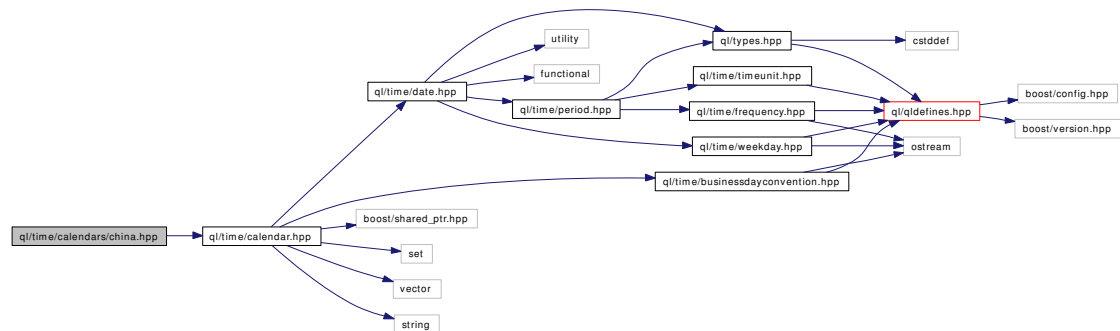 ql/types.hpp
cstddef
utility
functional
ql/time/timeunit.hpp
ql/time/date.hpp
boost/config.hpp
ql/time/period.hpp
ql/time/frequency.hpp
ql/qldefines.hpp
boost/version.hpp
ql/time/weekday.hpp
ostream
ql/time/businessdayconvention.hpp
boost/shared_ptr.hpp
ql/time/calendars/china.hpp
ql/time/calendar.hpp
set
vector
string